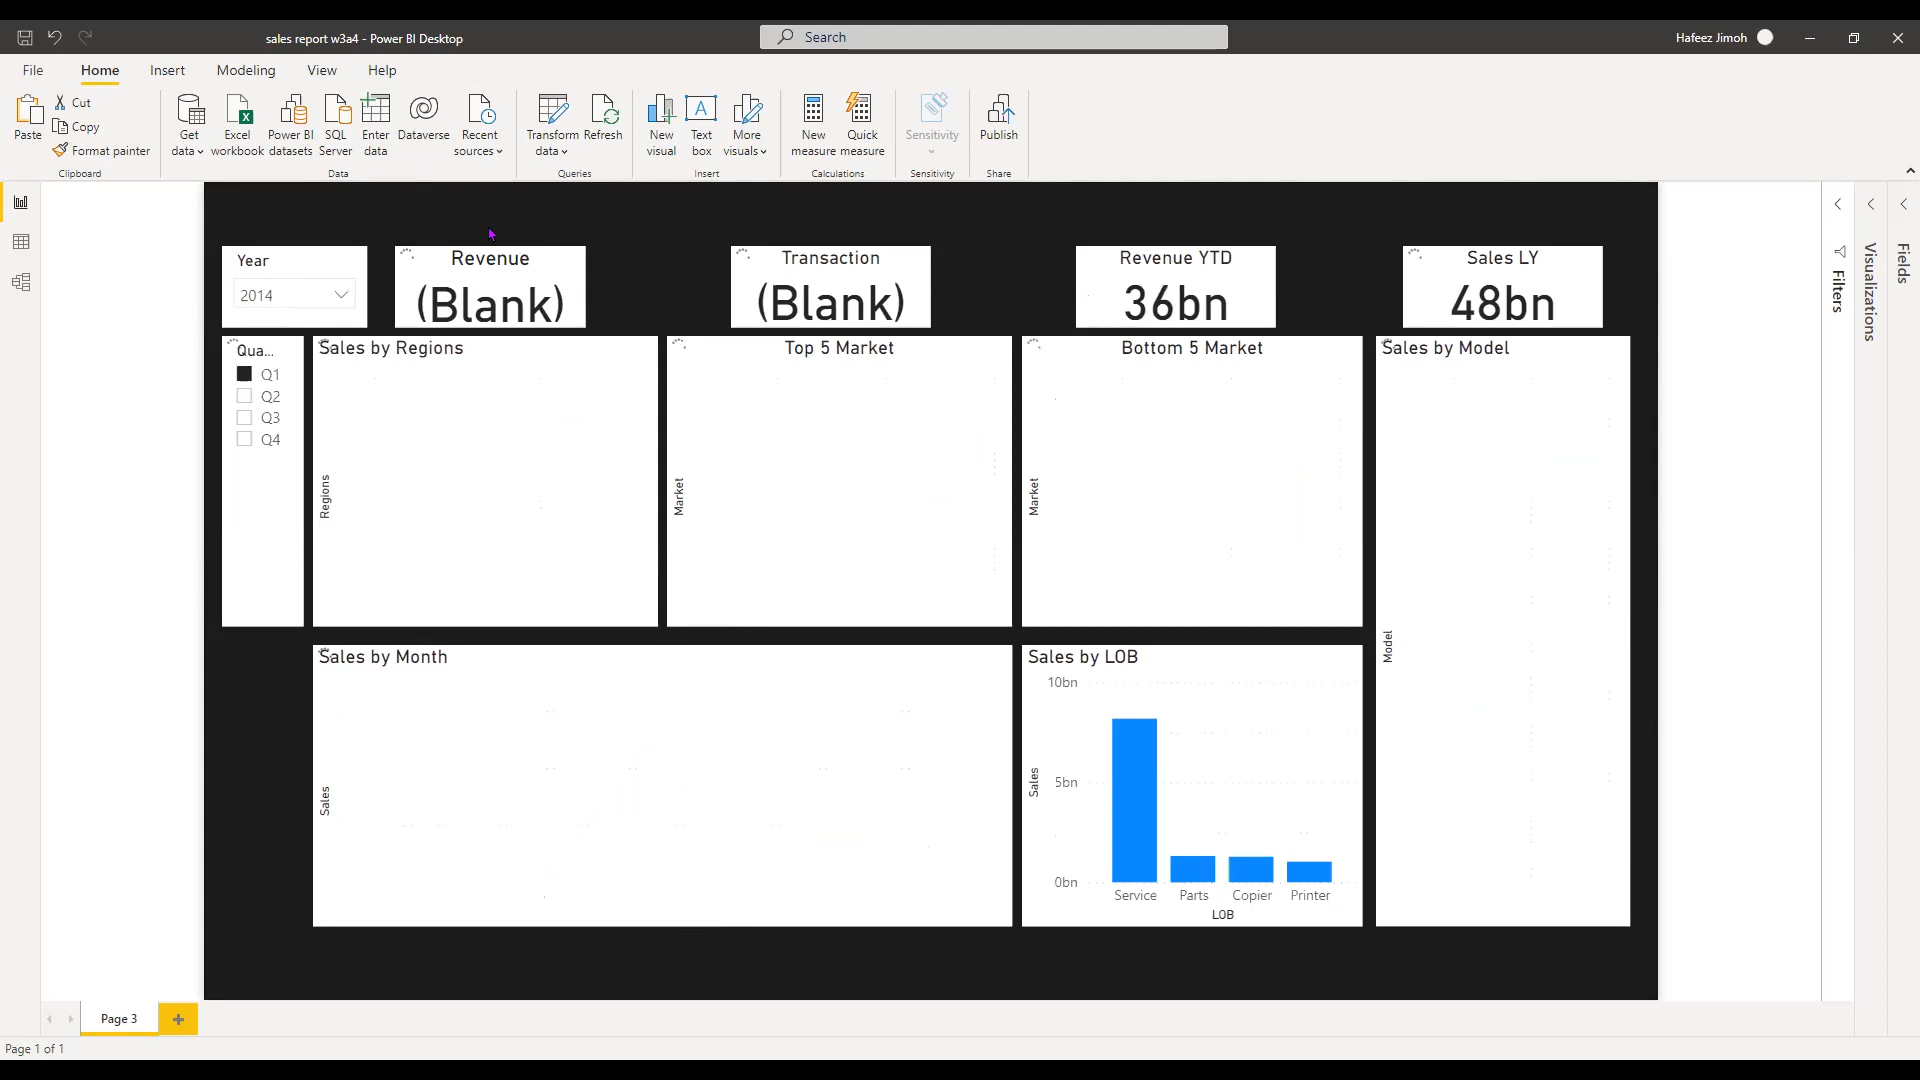 sales report w3a4 - Power BI Desktop
Search
Hafeez Jimoh
File
Home
Insert
Modeling
View
Help
Paste
Cut
Copy
Format painter
Clipboard
Get
data
Excel
workbook
Power BI
datasets
SQL
Server
Enter
data
Dataverse
Recent
sources
Data
Transform
data
Refresh
Queries
New
visual
Text
box
More
visuals
Insert
New
measure
Quick
measure
Calculations
Sensitivity
Sensitivity
Publish
Share
Year
2014
Revenue
(Blank)
Transaction
(Blank)
Revenue YTD
36bn
Sales LY
48bn
Qua...
Q1
Q2
Q3
Q4
Sales by Regions
Regions
Top 5 Market
Market
Bottom 5 Market
Market
Sales by Model
Model
Sales by Month
Sales
Sales by LOB
10bn
5bn
0bn
Sales
Service
Parts
Copier
Printer
LOB
Filters
Visualizations
Fields
Page 3
Page 1 of 1